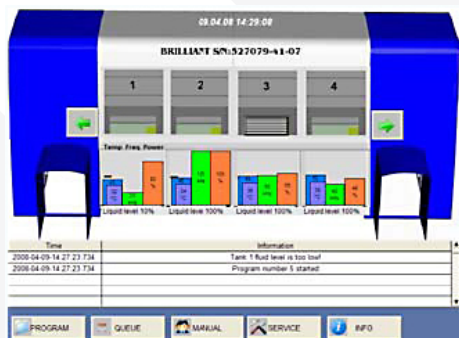 09.04.08 14:29:08
BRILLIANT S/N:527079-41-07
1 2 3 4
Temp. Freq. Power
Liquid level 10% Liquid level 100% Liquid level 100% Liquid level 100%
Time Information
2008-04-09-14.27.23.734 Tank 1 fluid level is too low!
2008-04-09-14.27.23.734 Program number 5 started
PROGRAM QUEUE MANUAL SERVICE INFO